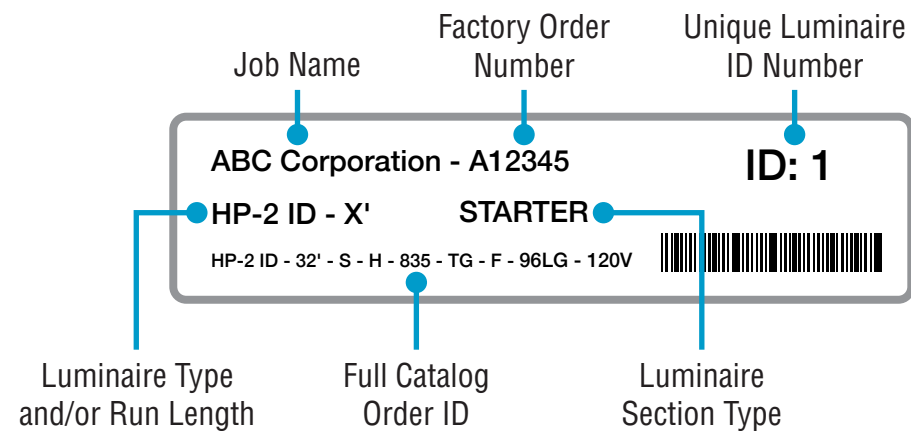 Job Name
Factory Order
Number
Unique Luminaire
ID Number
ABC Corporation - A12345
ID: 1
HP-2 ID - X'
STARTER
HP-2 ID - 32' - S - H - 835 - TG - F - 96LG - 120V
Luminaire Type
and/or Run Length
Full Catalog
Order ID
Luminaire
Section Type